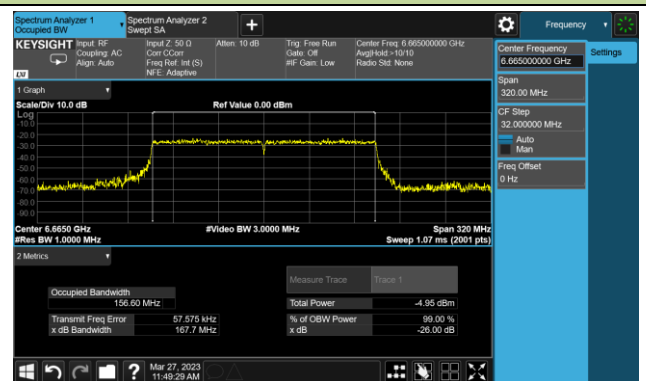 Spectrum Analyzer 1
Occupied BW
Spectrum Analyzer 2
Swept SA
Frequency
KEYSIGHT
Input: RF
Coupling: AC
Align: Auto
Input Z: 50 Ω
Corr CCorr
Freq Ref: Int (S)
NFE: Adaptive
Atten: 10 dB
Trig: Free Run
Gate: Off
#IF Gain: Low
Center Freq: 6.665000000 GHz
Avg|Hold:>10/10
Radio Std: None
LXI
Center Frequency
6.665000000 GHz
Settings
Span
320.00 MHz
CF Step
32.000000 MHz
Auto
Man
Freq Offset
0 Hz
1 Graph
Scale/Div 10.0 dB
Ref Value 0.00 dBm
Log
-10.0
-20.0
-30.0
-40.0
-50.0
-60.0
-70.0
-80.0
-90.0
Center 6.6650 GHz
#Video BW 3.0000 MHz
Span 320 MHz
#Res BW 1.0000 MHz
Sweep 1.07 ms (2001 pts)
2 Metrics
Measure Trace
Trace 1
Occupied Bandwidth
156.60 MHz
Total Power
-4.95 dBm
Transmit Freq Error
57.575 kHz
% of OBW Power
99.00 %
x dB Bandwidth
167.7 MHz
x dB
-26.00 dB
?
Mar 27, 2023
11:49:29 AM